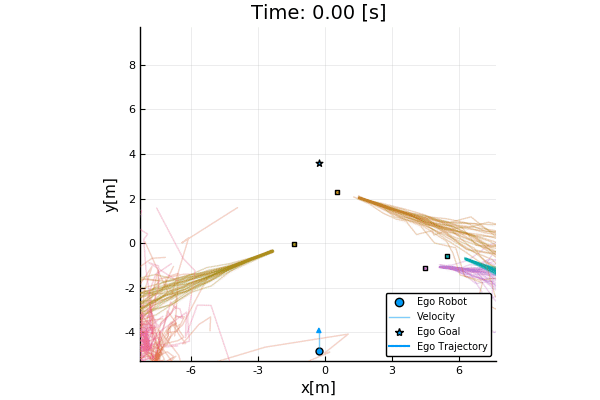 Time: 0.00 [s]
y[m]
8
6
4
2
0
-2
-4
-6
-3
0
3
6
x[m]
Ego Robot
Velocity
Ego Goal
Ego Trajectory